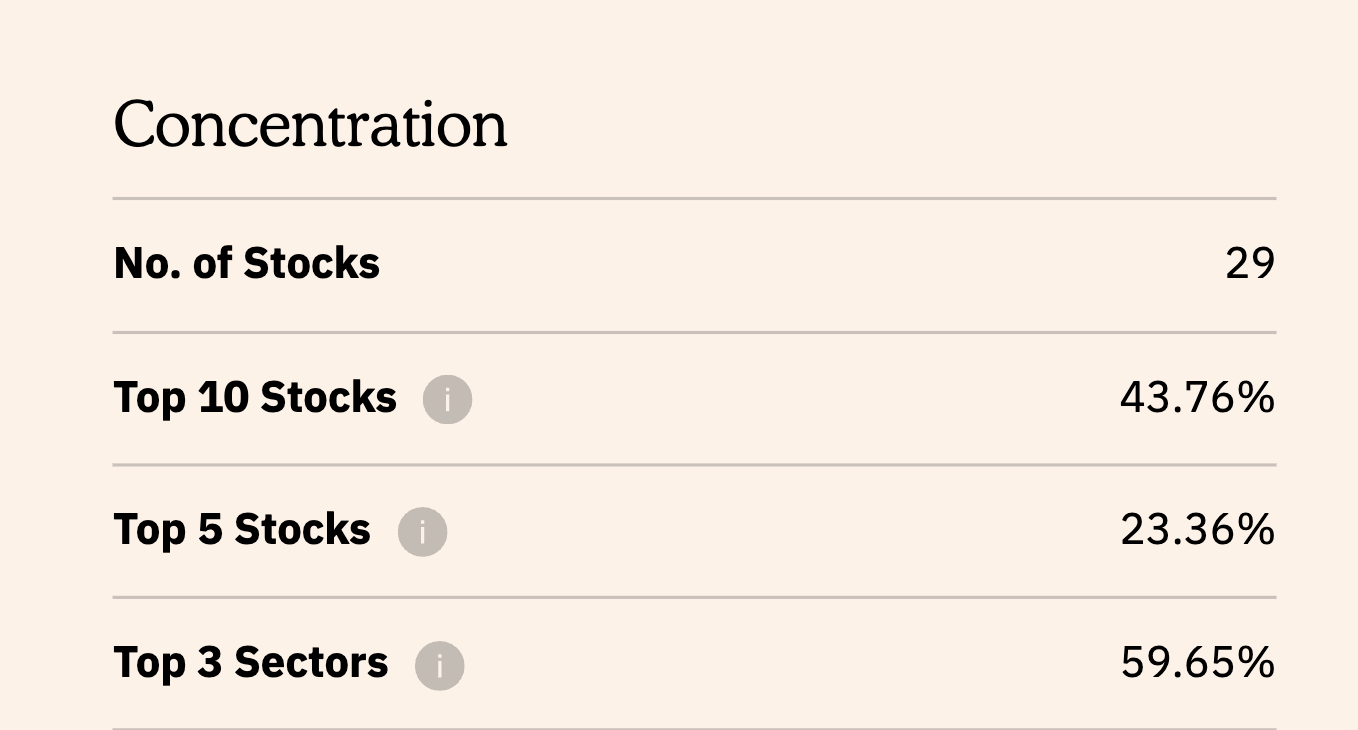 Concentration
No. of Stocks 29
Top 10 Stocks i 43.76%
Top 5 Stocks i 23.36%
Top 3 Sectors i 59.65%